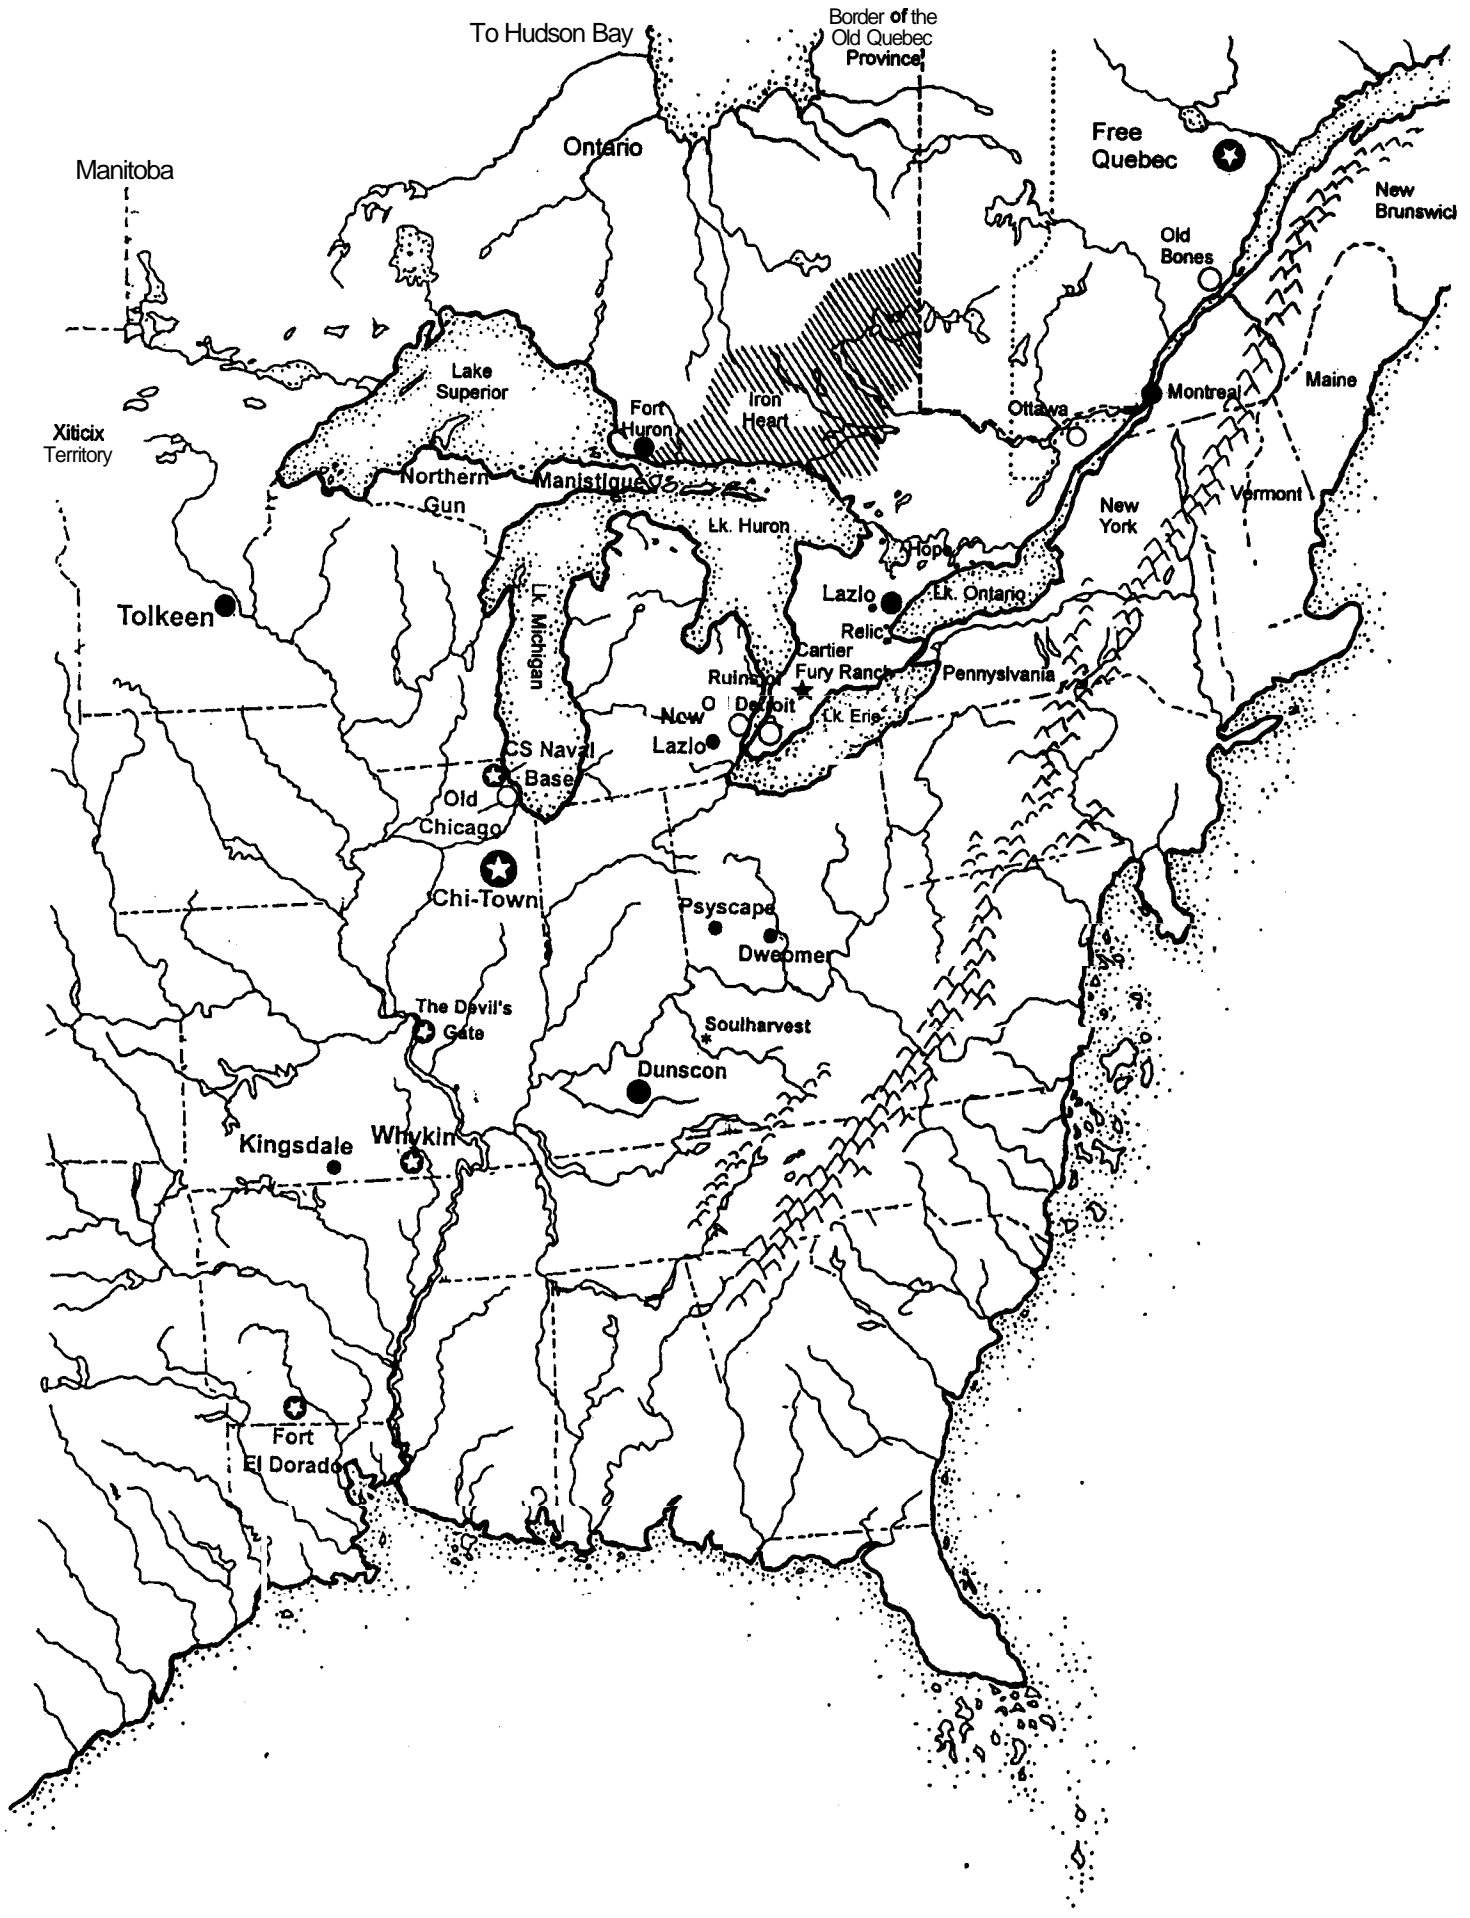 To Hudson Bay
Border of the
Old Quebec
Province
Ontario
Free
Quebec
Manitoba
New
Brunswick
Old
Bones
Lake
Superior
Iron
Heart
Fort
Huron
Montreal
Maine
Ottawa
Xiticix
Territory
Northern
Gun
Manistique
Vermont
New
York
Lk. Huron
Hope
Lk. Michigan
Lazlo
Lk. Ontario
Tolkeen
Relic
Cartier
Fury Ranch
Pennyslvania
Ruins of
O Detroit
New
Lazlo
Lk. Erie
CS Naval
Base
Old
Chicago
Chi-Town
Psyscape
Dweomer
The Devil's
Gate
Soulharvest
Dunscon
Kingsdale
Whykin
Fort
El Dorado